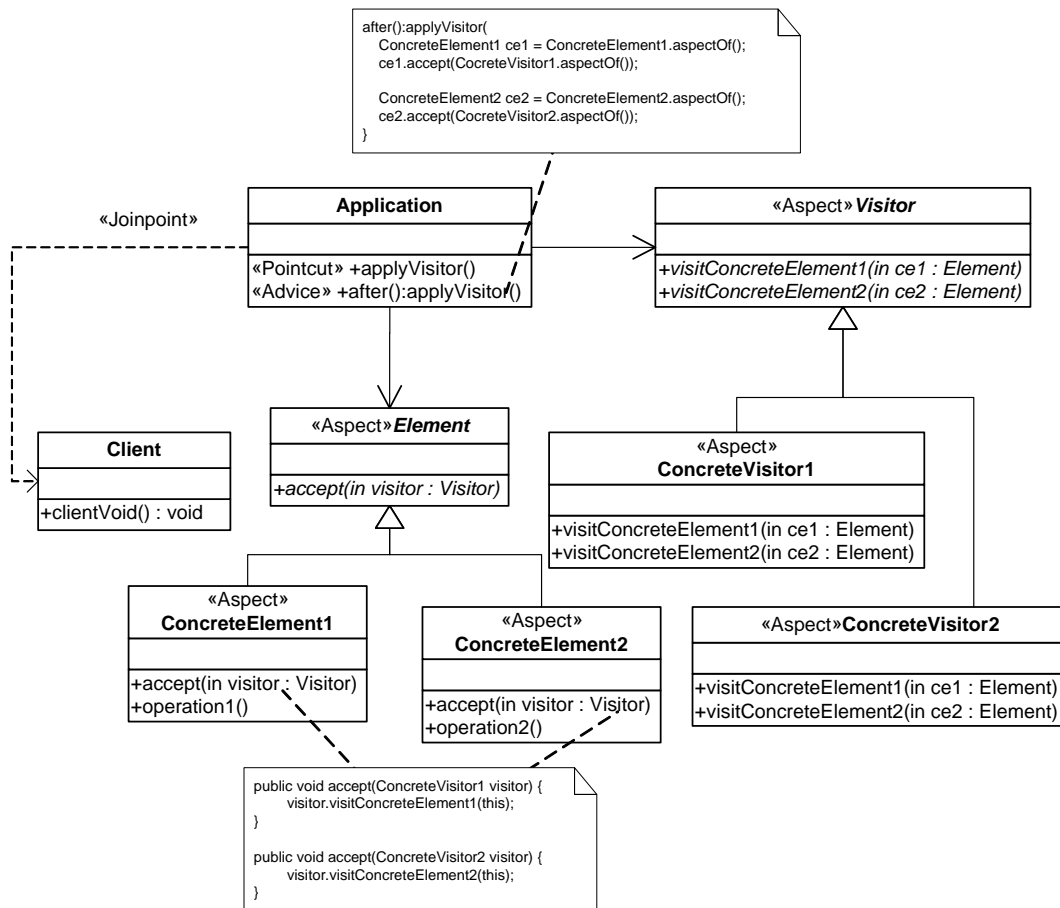 after():applyVisitor(
ConcreteElement1 ce1 = ConcreteElement1.aspectOf();
ce1.accept(CocreteVisitor1.aspectOf());
ConcreteElement2 ce2 = ConcreteElement2.aspectOf();
ce2.accept(CocreteVisitor2.aspectOf());
}
«Joinpoint»
Application
«Pointcut» +applyVisitor()
«Advice» +after():applyVisitor()
«Aspect» Visitor
+visitConcreteElement1(in ce1 : Element)
+visitConcreteElement2(in ce2 : Element)
Client
+clientVoid() : void
«Aspect» Element
+accept(in visitor : Visitor)
«Aspect»
ConcreteVisitor1
+visitConcreteElement1(in ce1 : Element)
+visitConcreteElement2(in ce2 : Element)
«Aspect»
ConcreteElement1
+accept(in visitor : Visitor)
+operation1()
«Aspect»
ConcreteElement2
+accept(in visitor : Visitor)
+operation2()
«Aspect» ConcreteVisitor2
+visitConcreteElement1(in ce1 : Element)
+visitConcreteElement2(in ce2 : Element)
public void accept(ConcreteVisitor1 visitor) {
visitor.visitConcreteElement1(this);
}
public void accept(ConcreteVisitor2 visitor) {
visitor.visitConcreteElement2(this);
}